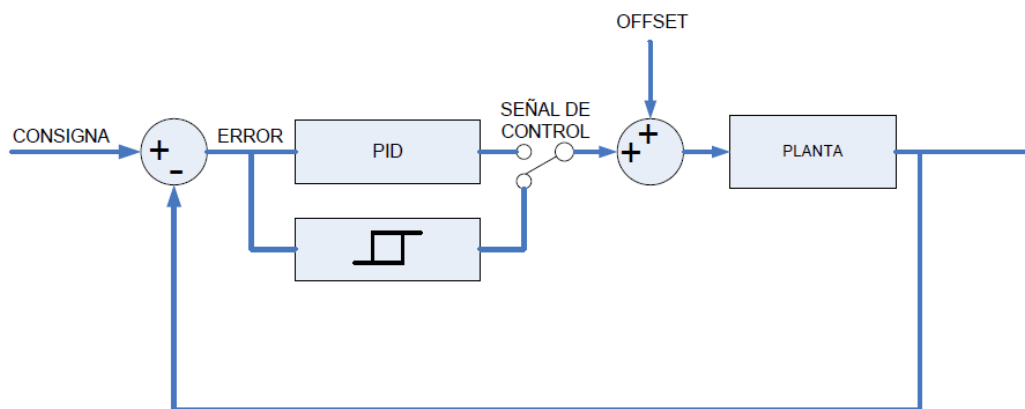 OFFSET
SEÑAL DE
CONTROL
CONSIGNA
ERROR
+
-
PID
+
+
PLANTA